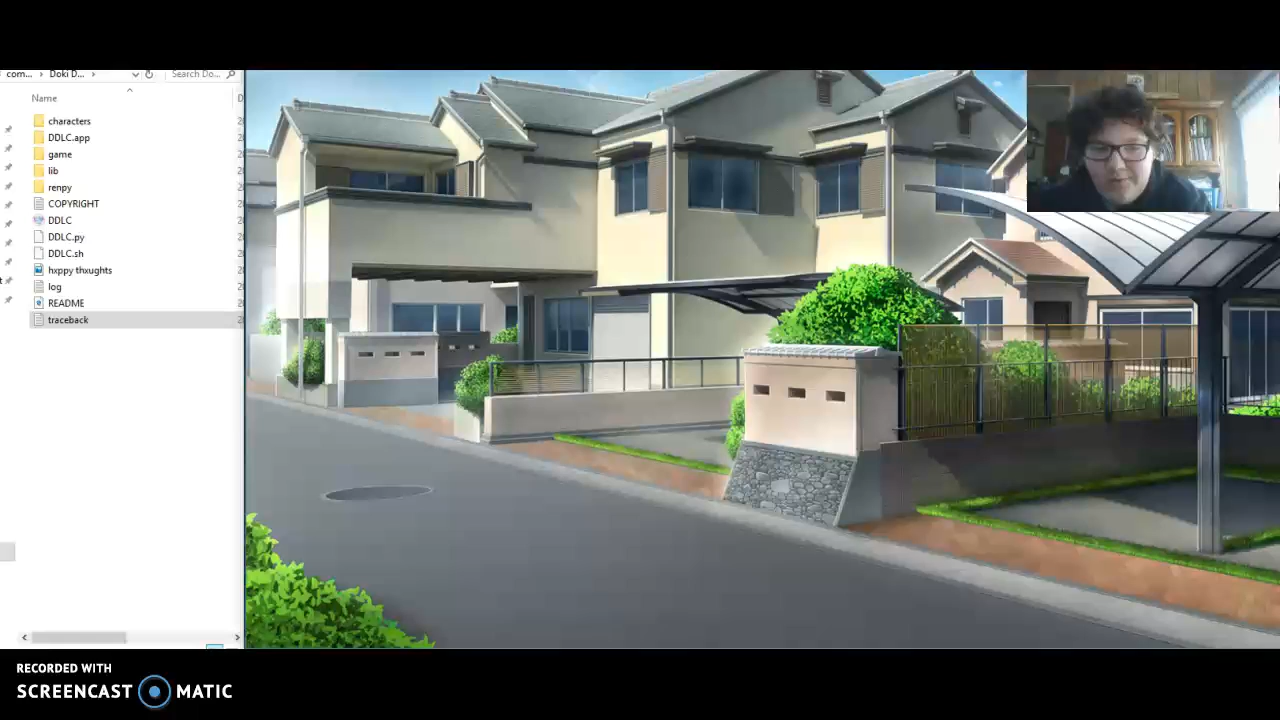 com... > Doki D... >
Search Do...
Name
D
characters
DDLC.app
game
lib
renpy
COPYRIGHT
DDLC
DDLC.py
DDLC.sh
hxppy thxughts
log
README
traceback
RECORDED WITH
SCREENCAST MATIC